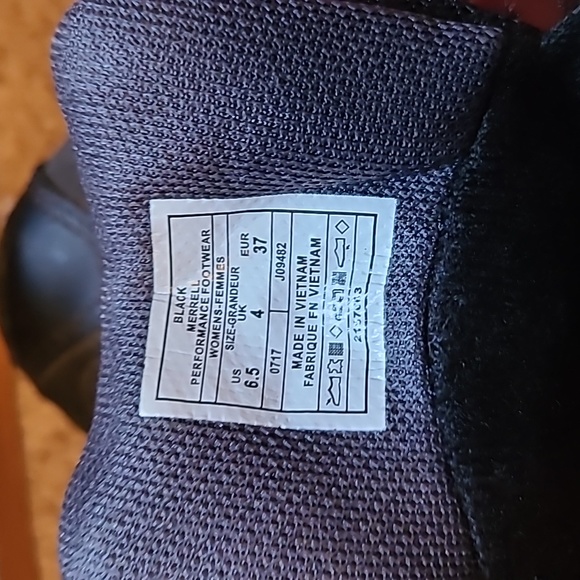 BLACK
MERRELL
PERFORMANCE FOOTWEAR
WOMENS-FEMMES
SIZE-GRANDEUR
US UK EUR
6.5 4 37
0717 J09482
MADE IN VIETNAM
FABRIQUE EN VIETNAM